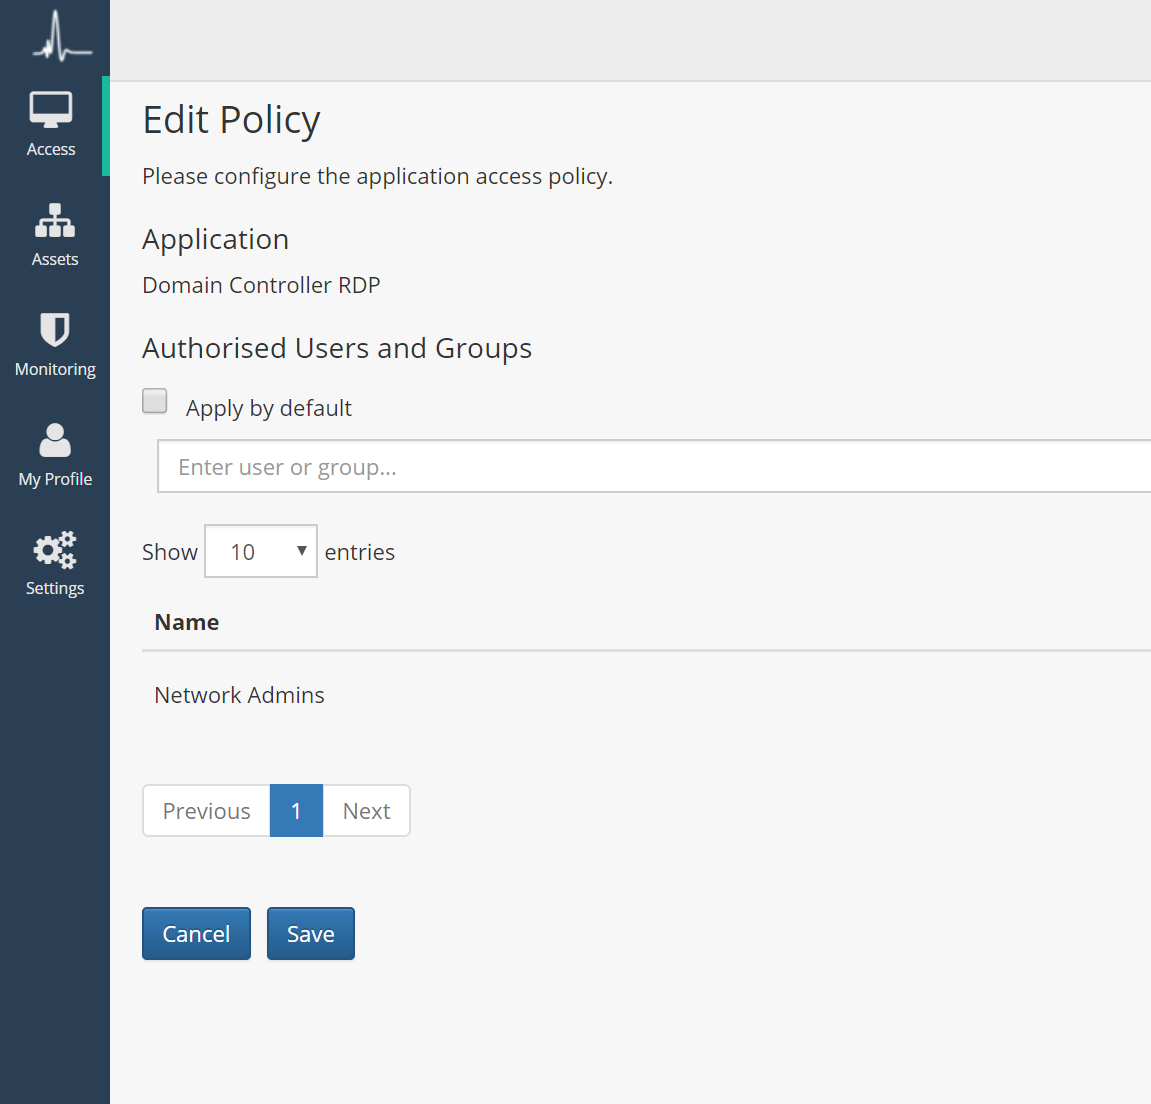 Access
Assets
Monitoring
My Profile
Settings
Edit Policy
Please configure the application access policy.
Application
Domain Controller RDP
Authorised Users and Groups
Apply by default
Enter user or group...
Show 10 entries
Name
Network Admins
Previous 1 Next
Cancel Save